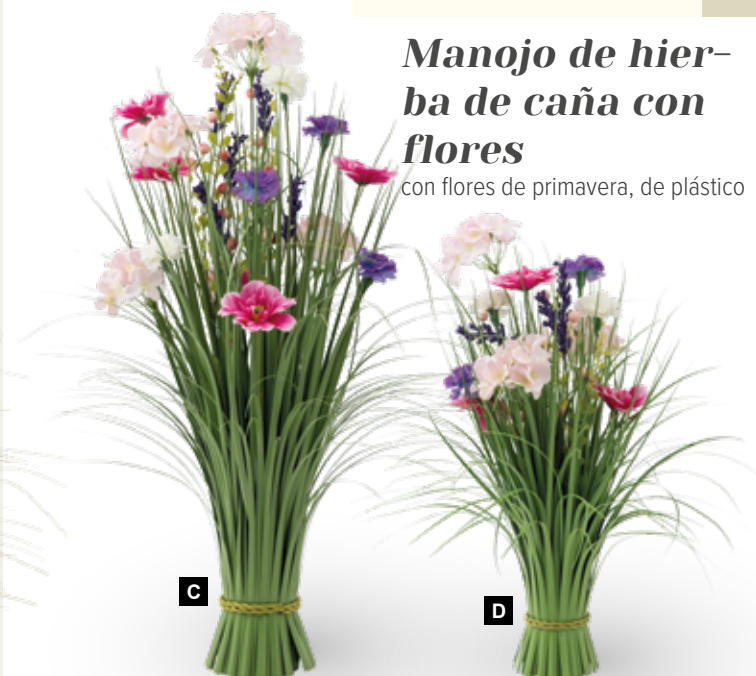 Manojo de hier-
ba de caña con
flores
con flores de primavera, de plástico
C
D